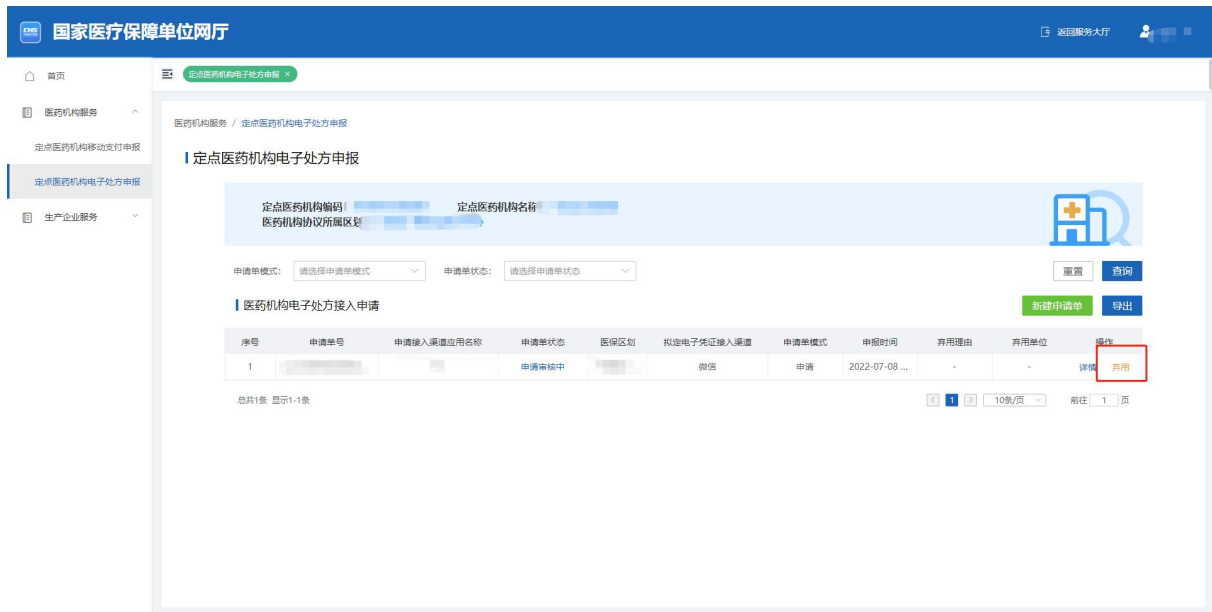 CHS 国家医疗保障单位网厅 返回服务大厅
首页
定点医药机构电子处方申报 ×
医药机构服务
医药机构服务 / 定点医药机构电子处方申报
定点医药机构移动支付申报
定点医药机构电子处方申报
定点医药机构电子处方申报
生产企业服务
定点医药机构编码 定点医药机构名称
医药机构协议所属区划
申请单模式: 请选择申请单模式 申请单状态: 请选择申请单状态 重置 查询
医药机构电子处方接入申请 新建申请单 导出
序号 申请单号 申请接入渠道应用名称 申请单状态 医保区划 拟定电子凭证接入渠道 申请单模式 申报时间 弃用理由 弃用单位 操作
1 申请审核中 微信 申请 2022-07-08 ... - - 详情 弃用
总共1条 显示1-1条 < 1 > 10条/页 前往 1 页